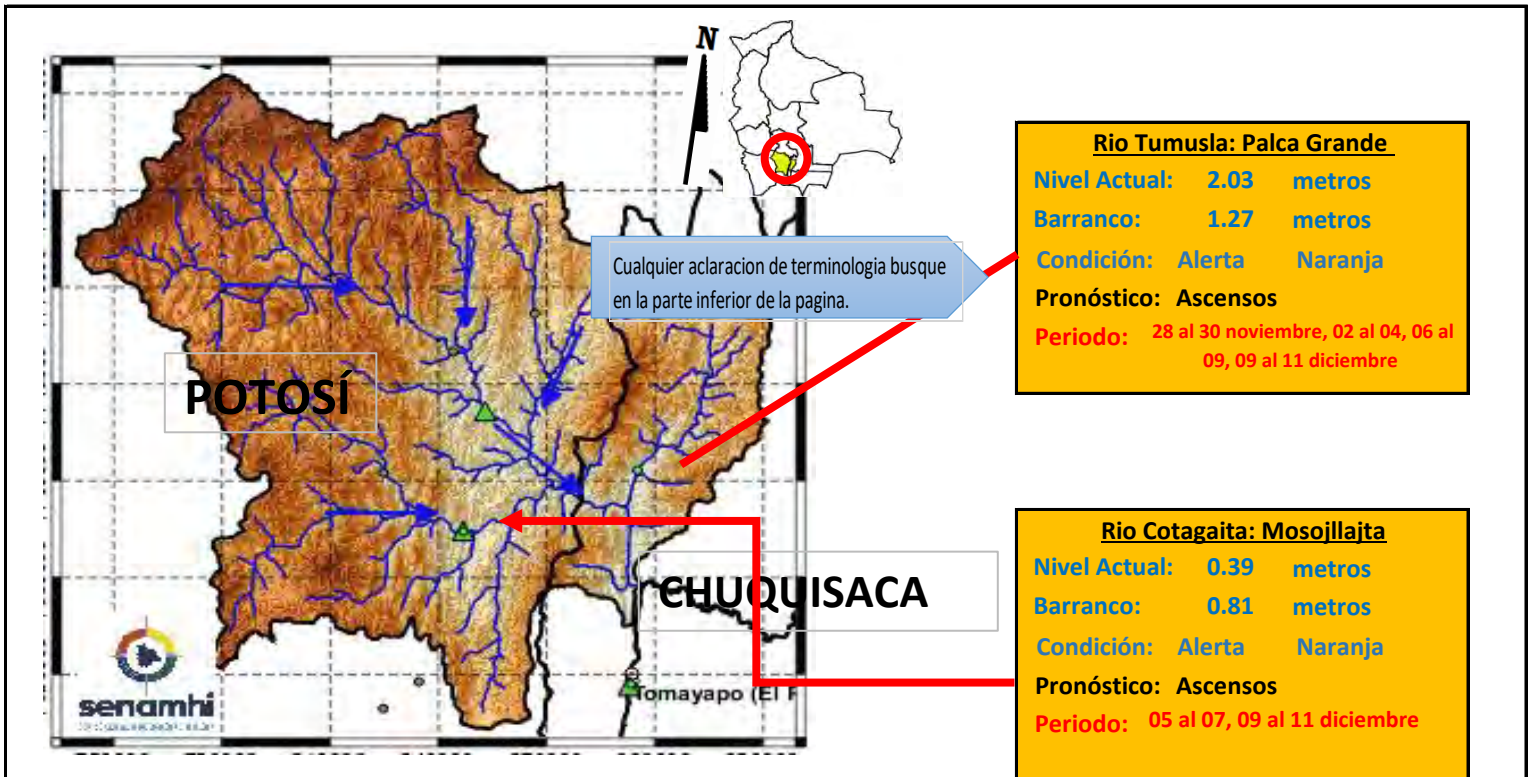 N
Cualquier aclaracion de terminologia busque
en la parte inferior de la pagina.
POTOSÍ
CHUQUISACA
Tomayapo (El
senamhi
Rio Tumusla: Palca Grande
Nivel Actual: 2.03 metros
Barranco: 1.27 metros
Condición: Alerta Naranja
Pronóstico: Ascensos
Periodo: 28 al 30 noviembre, 02 al 04, 06 al
09, 09 al 11 diciembre
Rio Cotagaita: Mosojllajta
Nivel Actual: 0.39 metros
Barranco: 0.81 metros
Condición: Alerta Naranja
Pronóstico: Ascensos
Periodo: 05 al 07, 09 al 11 diciembre